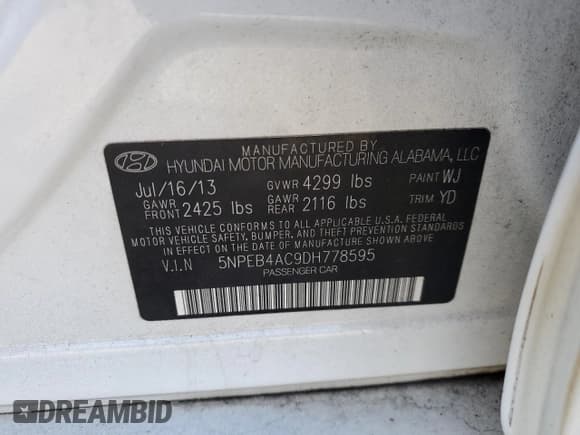 MANUFACTURED BY
HYUNDAI MOTOR MANUFACTURING ALABAMA, LLC
Jul/16/13 GVWR 4299 lbs PAINT WJ
GAWR FRONT 2425 lbs GAWR REAR 2116 lbs TRIM YD
THIS VEHICLE CONFORMS TO ALL APPLICABLE U.S.A. FEDERAL
MOTOR VEHICLE SAFETY, BUMPER, AND THEFT PREVENTION
STANDARDS IN EFFECT ON THE DATE OF MANUFACTURE SHOWN ABOVE.
V.I.N 5NPEB4AC9DH778595
PASSENGER CAR
DREAMBID